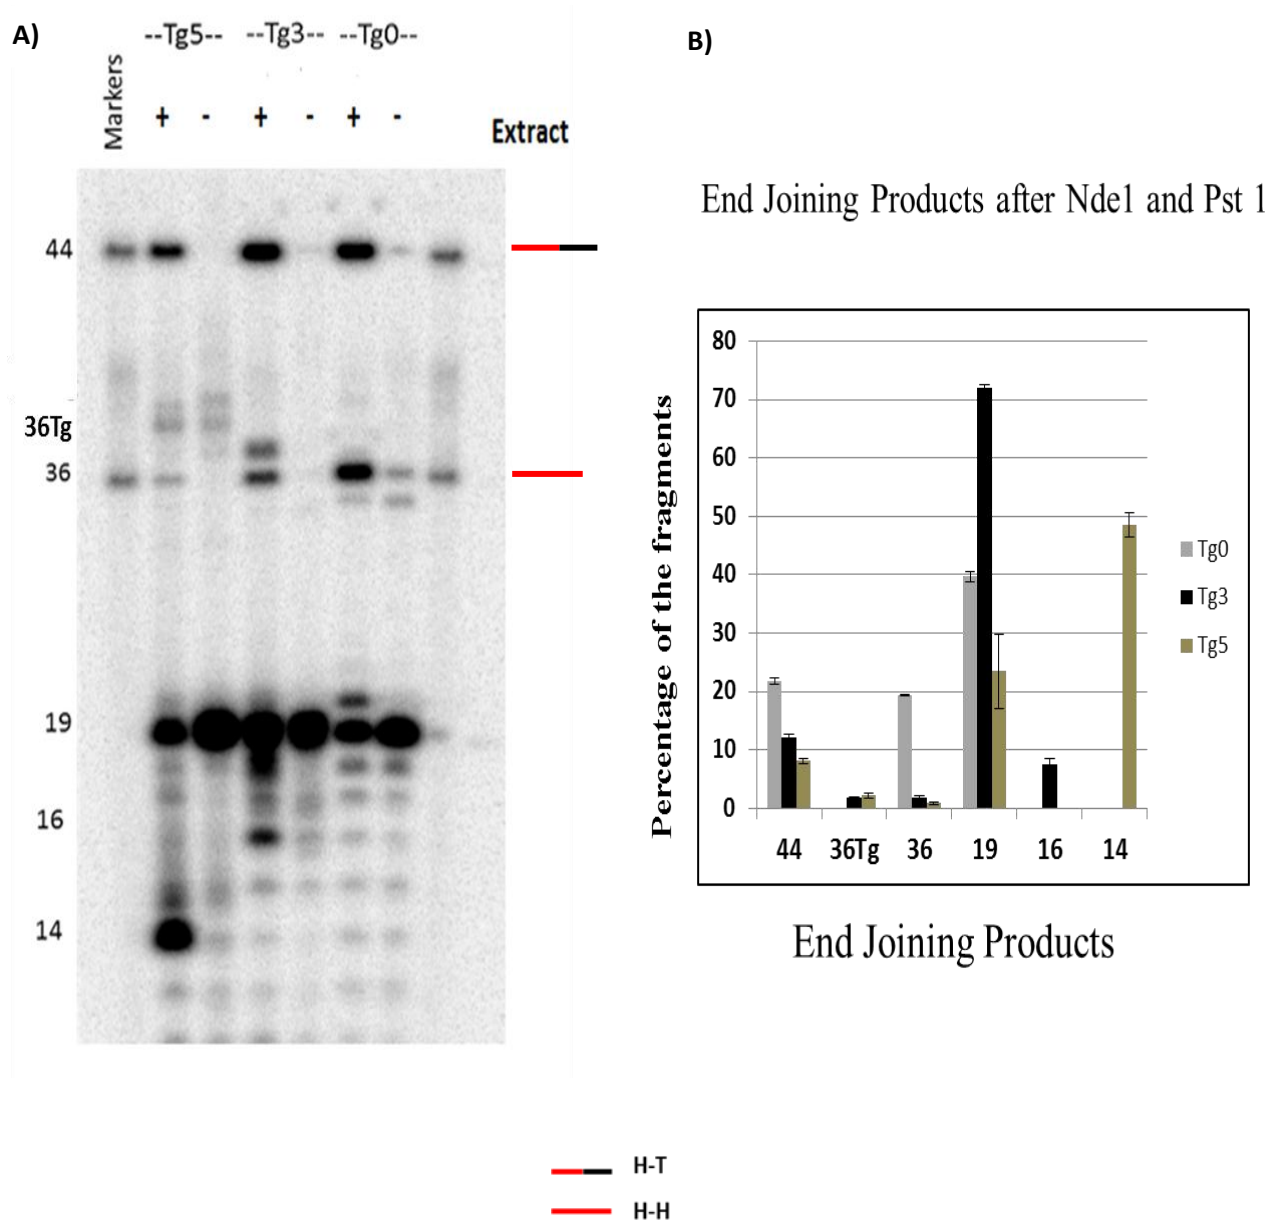 A)
--Tg5-- --Tg3-- --Tg0--
Markers
+ - + - + -
Extract
44
36Tg
36
19
16
14
B)
End Joining Products after Nde1 and Pst 1
Percentage of the fragments
80
70
60
50
40
30
20
10
0
44 36Tg 36 19 16 14
Tg0
Tg3
Tg5
End Joining Products
H-T
H-H